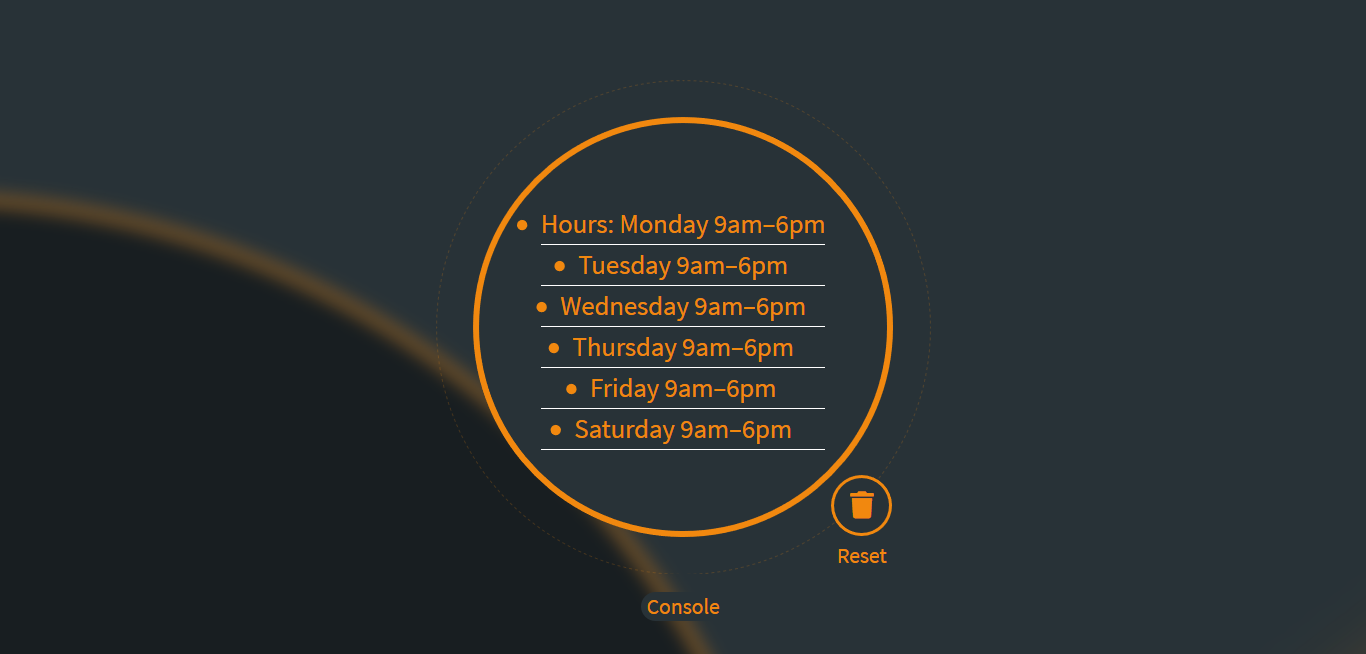 Hours: Monday 9am–6pm
Tuesday 9am–6pm
Wednesday 9am–6pm
Thursday 9am–6pm
Friday 9am–6pm
Saturday 9am–6pm
Reset
Console